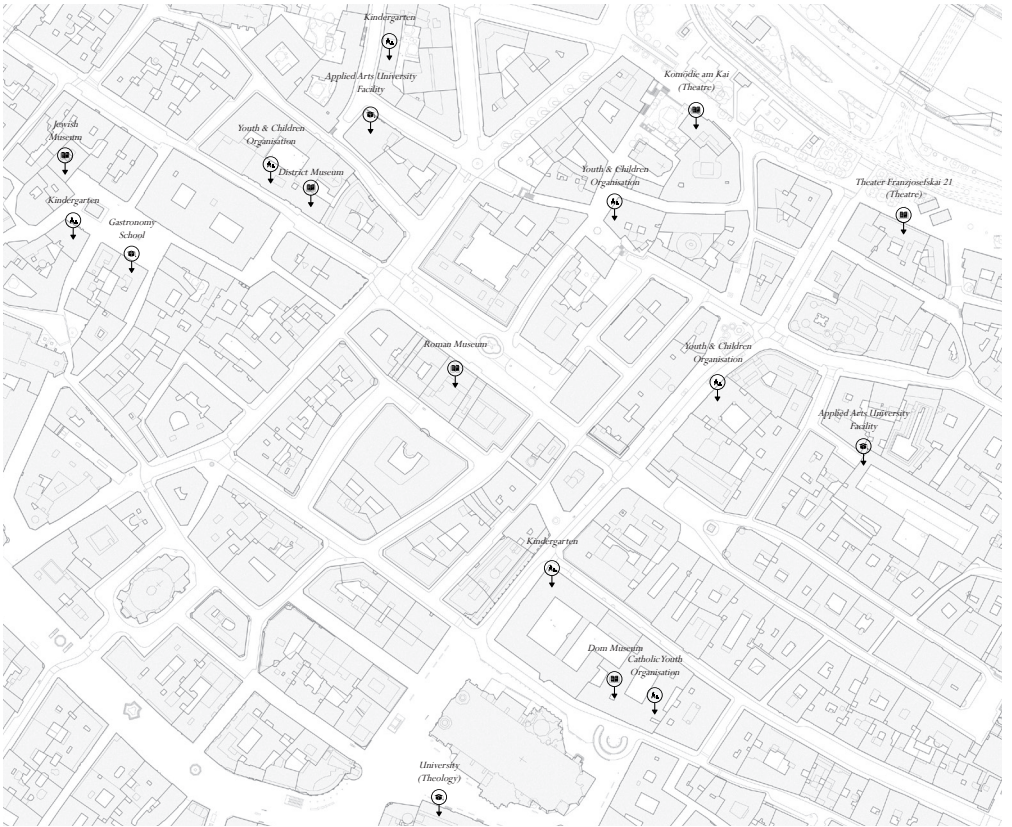 Kindergarten
Applied Arts University
Facility
Komödie am Kai
(Theatre)
Jewish
Museum
Youth & Children
Organisation
District Museum
Youth & Children
Organisation
Theater Franzjosefskai 21
(Theatre)
Kindergarten
Gastronomy
School
Roman Museum
Youth & Children
Organisation
Applied Arts University
Facility
Kindergarten
Dom Museum
Catholic Youth
Organisation
University
(Theology)